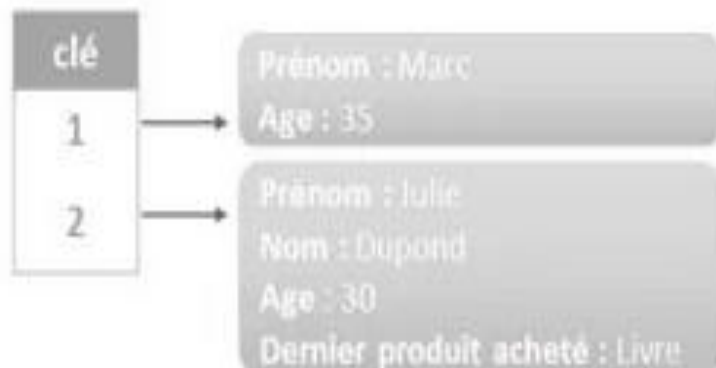 clé
1
Prénom : Marc
Age : 35
2
Prénom : Julie
Nom : Dupond
Age : 30
Dernier produit acheté : Livre